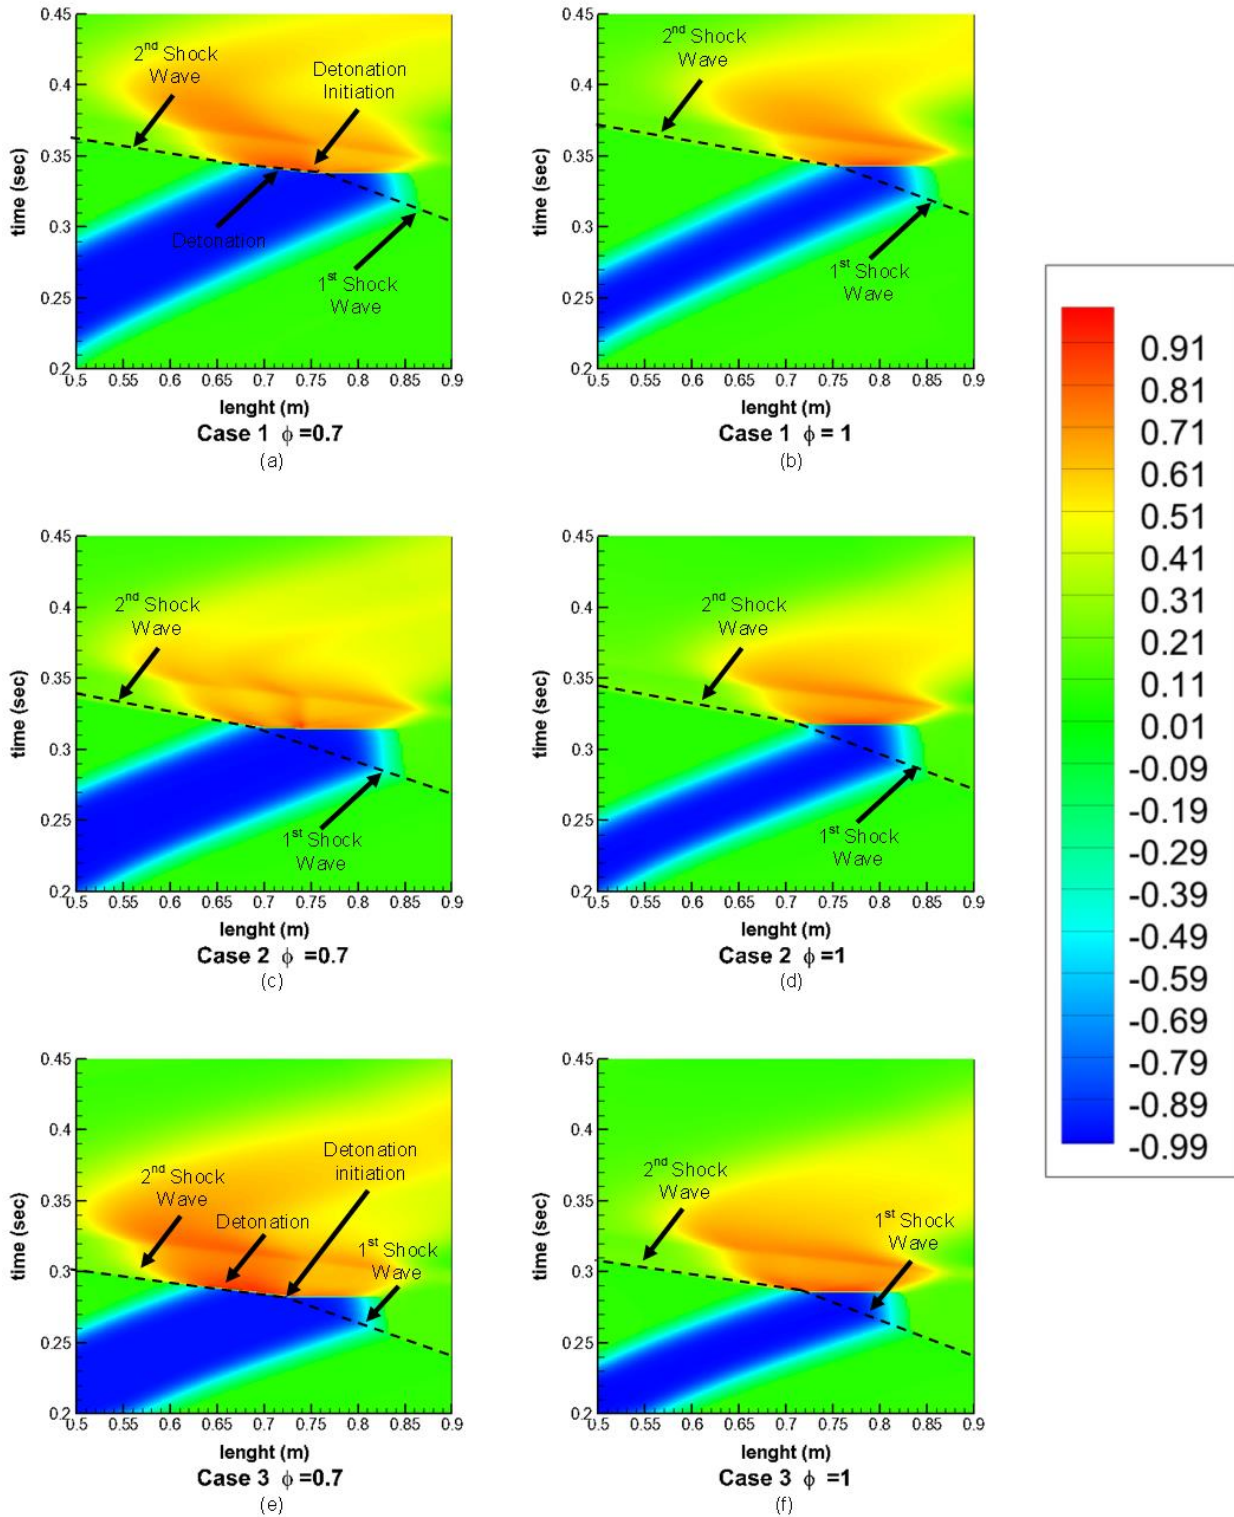 0.45
2nd Shock
Wave
Detonation
Initiation
0.4
0.35
time (sec)
0.3
Detonation
1st Shock
Wave
0.25
0.2
0.5 0.55 0.6 0.65 0.7 0.75 0.8 0.85 0.9
lenght (m)
Case 1 ϕ =0.7
(a)
0.45
2nd Shock
Wave
0.4
0.35
time (sec)
0.3
1st Shock
Wave
0.25
0.2
0.5 0.55 0.6 0.65 0.7 0.75 0.8 0.85 0.9
lenght (m)
Case 1 ϕ = 1
(b)
0.45
0.4
2nd Shock
Wave
0.35
time (sec)
0.3
0.25
1st Shock
Wave
0.2
0.5 0.55 0.6 0.65 0.7 0.75 0.8 0.85 0.9
lenght (m)
Case 2 ϕ =0.7
(c)
0.45
0.4
2nd Shock
Wave
0.35
time (sec)
0.3
0.25
1st Shock
Wave
0.2
0.5 0.55 0.6 0.65 0.7 0.75 0.8 0.85 0.9
lenght (m)
Case 2 ϕ =1
(d)
0.45
0.4
Detonation
initiation
2nd Shock
Wave
0.35
Detonation
1st Shock
Wave
time (sec)
0.3
0.25
0.2
0.5 0.55 0.6 0.65 0.7 0.75 0.8 0.85 0.9
lenght (m)
Case 3 ϕ =0.7
(e)
0.45
0.4
2nd Shock
Wave
0.35
1st Shock
Wave
time (sec)
0.3
0.25
0.2
0.5 0.55 0.6 0.65 0.7 0.75 0.8 0.85 0.9
lenght (m)
Case 3 ϕ =1
(f)
0.91
0.81
0.71
0.61
0.51
0.41
0.31
0.21
0.11
0.01
-0.09
-0.19
-0.29
-0.39
-0.49
-0.59
-0.69
-0.79
-0.89
-0.99